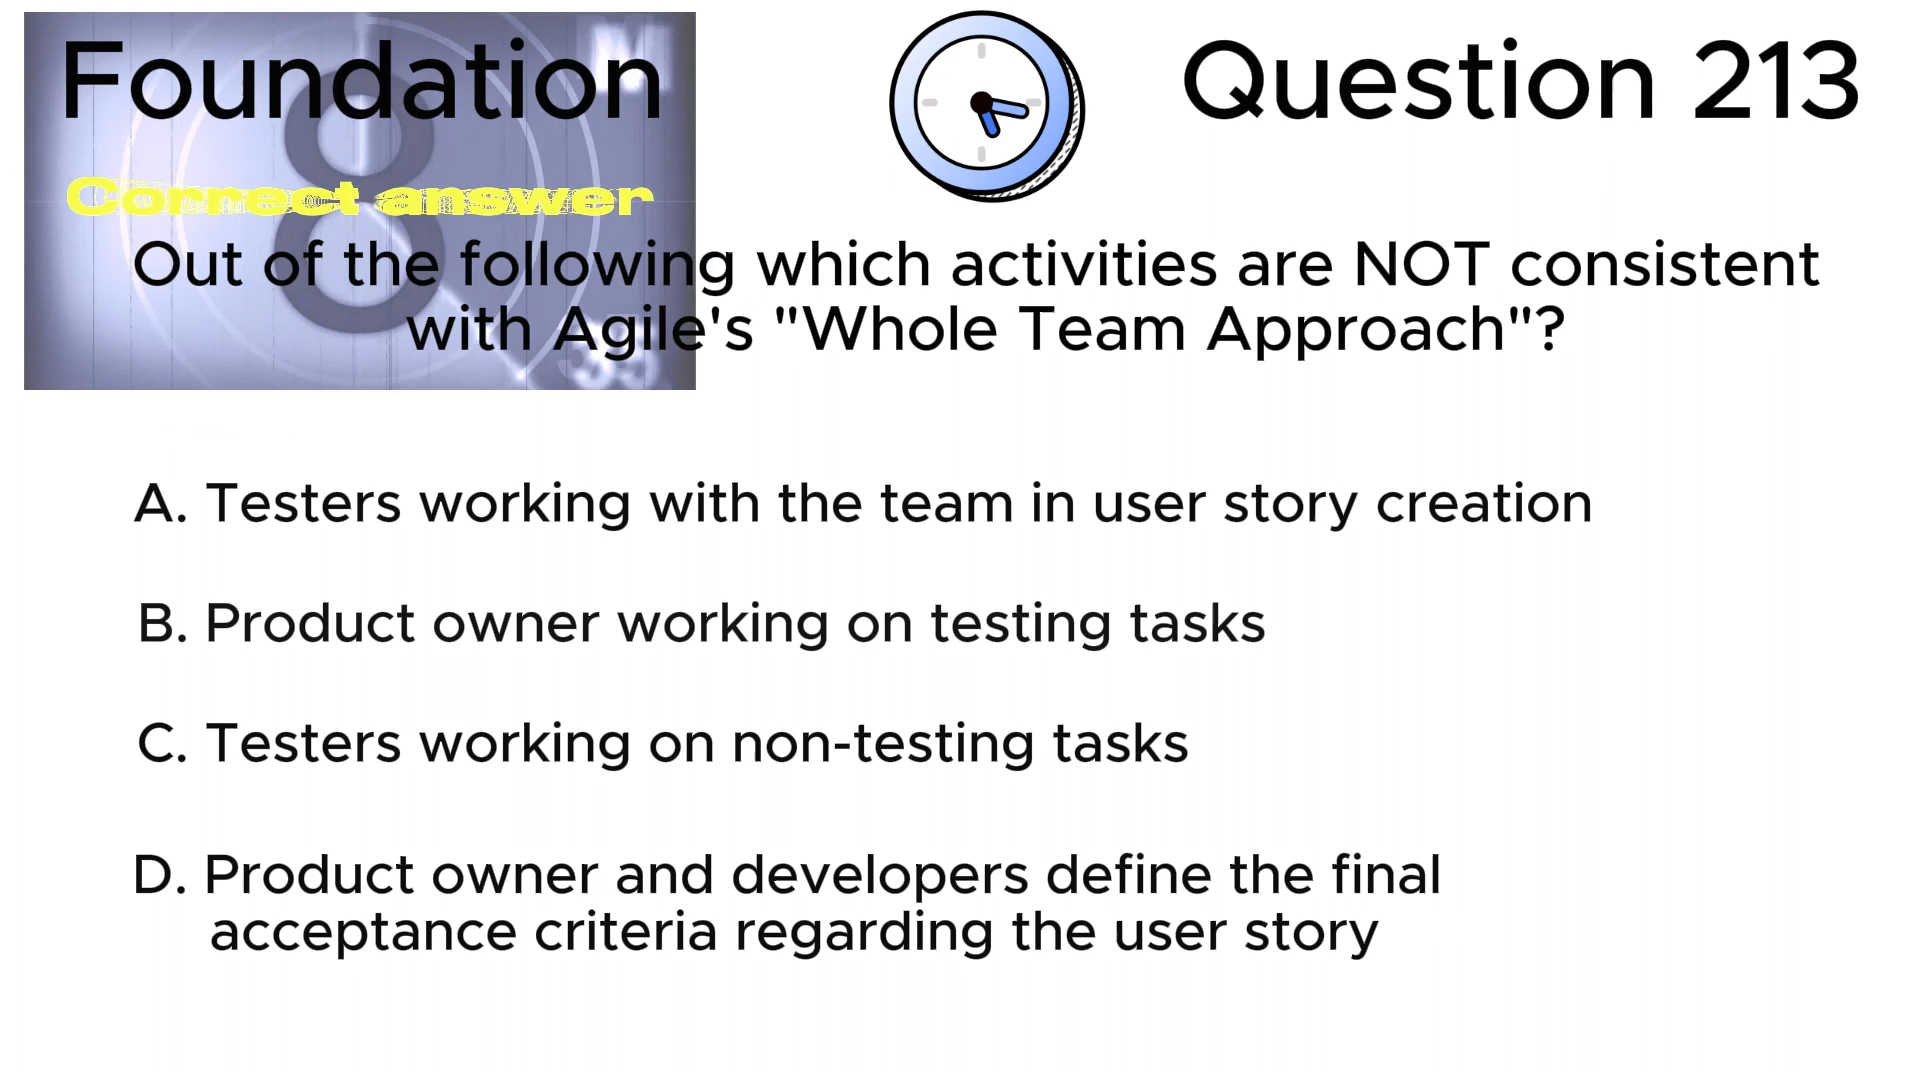 Foundation
Question 213
Correct answer
Out of the following which activities are NOT consistent
with Agile's "Whole Team Approach"?
A. Testers working with the team in user story creation
B. Product owner working on testing tasks
C. Testers working on non-testing tasks
D. Product owner and developers define the final
acceptance criteria regarding the user story